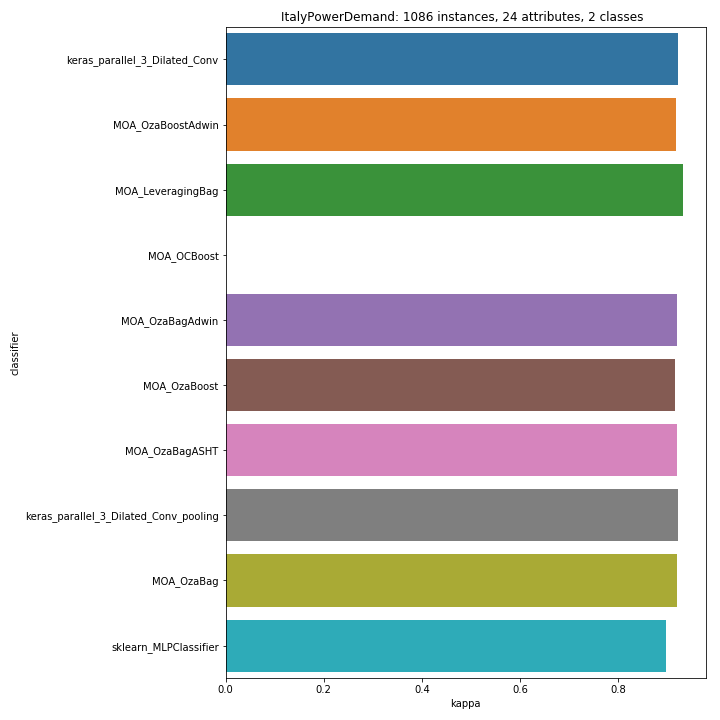 ItalyPowerDemand: 1086 instances, 24 attributes, 2 classes
keras_parallel_3_Dilated_Conv
MOA_OzaBoostAdwin
MOA_LeveragingBag
MOA_OCBoost
MOA_OzaBagAdwin
classifier
MOA_OzaBoost
MOA_OzaBagASHT
keras_parallel_3_Dilated_Conv_pooling
MOA_OzaBag
sklearn_MLPClassifier
0.0 0.2 0.4 0.6 0.8
kappa